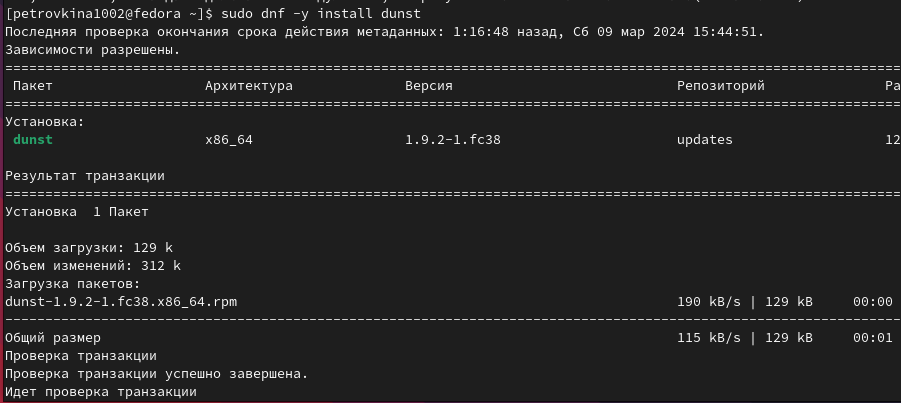 [petrovkina1002@fedora ~]$ sudo dnf -y install dunst
Последняя проверка окончания срока действия метаданных: 1:16:48 назад, Сб 09 мар 2024 15:44:51.
Зависимости разрешены.
Пакет Архитектура Версия Репозиторий Ра
Установка:
dunst x86_64 1.9.2-1.fc38 updates 12
Результат транзакции
Установка 1 Пакет
Объем загрузки: 129 k
Объем изменений: 312 k
Загрузка пакетов:
dunst-1.9.2-1.fc38.x86_64.rpm 190 kB/s | 129 kB 00:00
Общий размер 115 kB/s | 129 kB 00:01
Проверка транзакции
Проверка транзакции успешно завершена.
Идет проверка транзакции